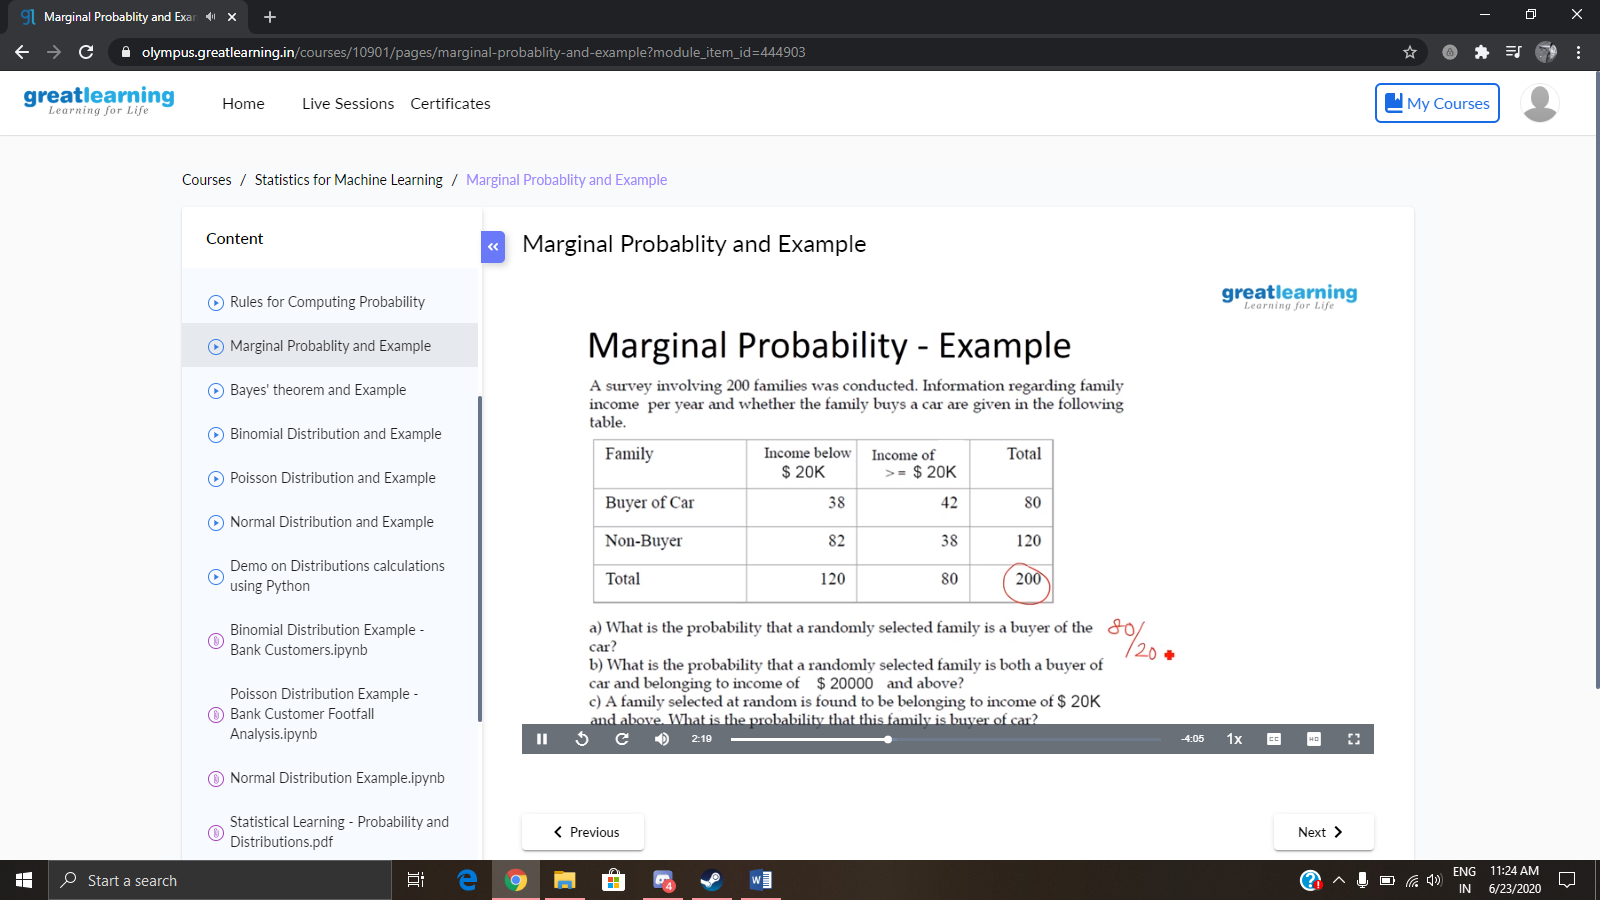 Marginal Probablity and Exar
olympus.greatlearning.in/courses/10901/pages/marginal-probablity-and-example?module_item_id=444903
greatlearning
Learning for Life
Home Live Sessions Certificates
My Courses
Courses / Statistics for Machine Learning / Marginal Probablity and Example
Content
Rules for Computing Probability
Marginal Probablity and Example
Bayes' theorem and Example
Binomial Distribution and Example
Poisson Distribution and Example
Normal Distribution and Example
Demo on Distributions calculations
using Python
Binomial Distribution Example -
Bank Customers.ipynb
Poisson Distribution Example -
Bank Customer Footfall
Analysis.ipynb
Normal Distribution Example.ipynb
Statistical Learning - Probability and
Distributions.pdf
«
Marginal Probablity and Example
greatlearning
Learning for Life
Marginal Probability - Example
A survey involving 200 families was conducted. Information regarding family
income per year and whether the family buys a car are given in the following
table.
Family Income below $ 20K Income of >= $ 20K Total
Buyer of Car 38 42 80
Non-Buyer 82 38 120
Total 120 80 200
a) What is the probability that a randomly selected family is a buyer of the
car?
80/20
b) What is the probability that a randomly selected family is both a buyer of
car and belonging to income of $ 20000 and above?
c) A family selected at random is found to be belonging to income of $ 20K
and above. What is the probability that this family is buyer of car?
2:19 -4:05 1x CC HD
Previous Next
Start a search
4
W
ENG
IN
11:24 AM
6/23/2020